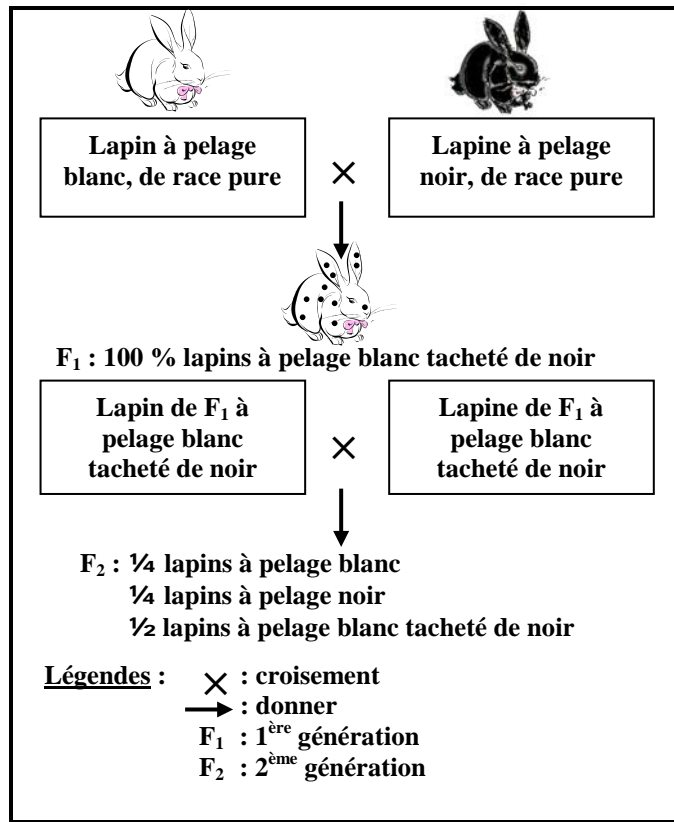 Lapin à pelage
blanc, de race pure
×
Lapine à pelage
noir, de race pure
F₁ : 100 % lapins à pelage blanc tacheté de noir
Lapin de F₁ à
pelage blanc
tacheté de noir
×
Lapine de F₁ à
pelage blanc
tacheté de noir
F₂ : ¼ lapins à pelage blanc
¼ lapins à pelage noir
½ lapins à pelage blanc tacheté de noir
Légendes : × : croisement
→ : donner
F₁ : 1ère génération
F₂ : 2ème génération